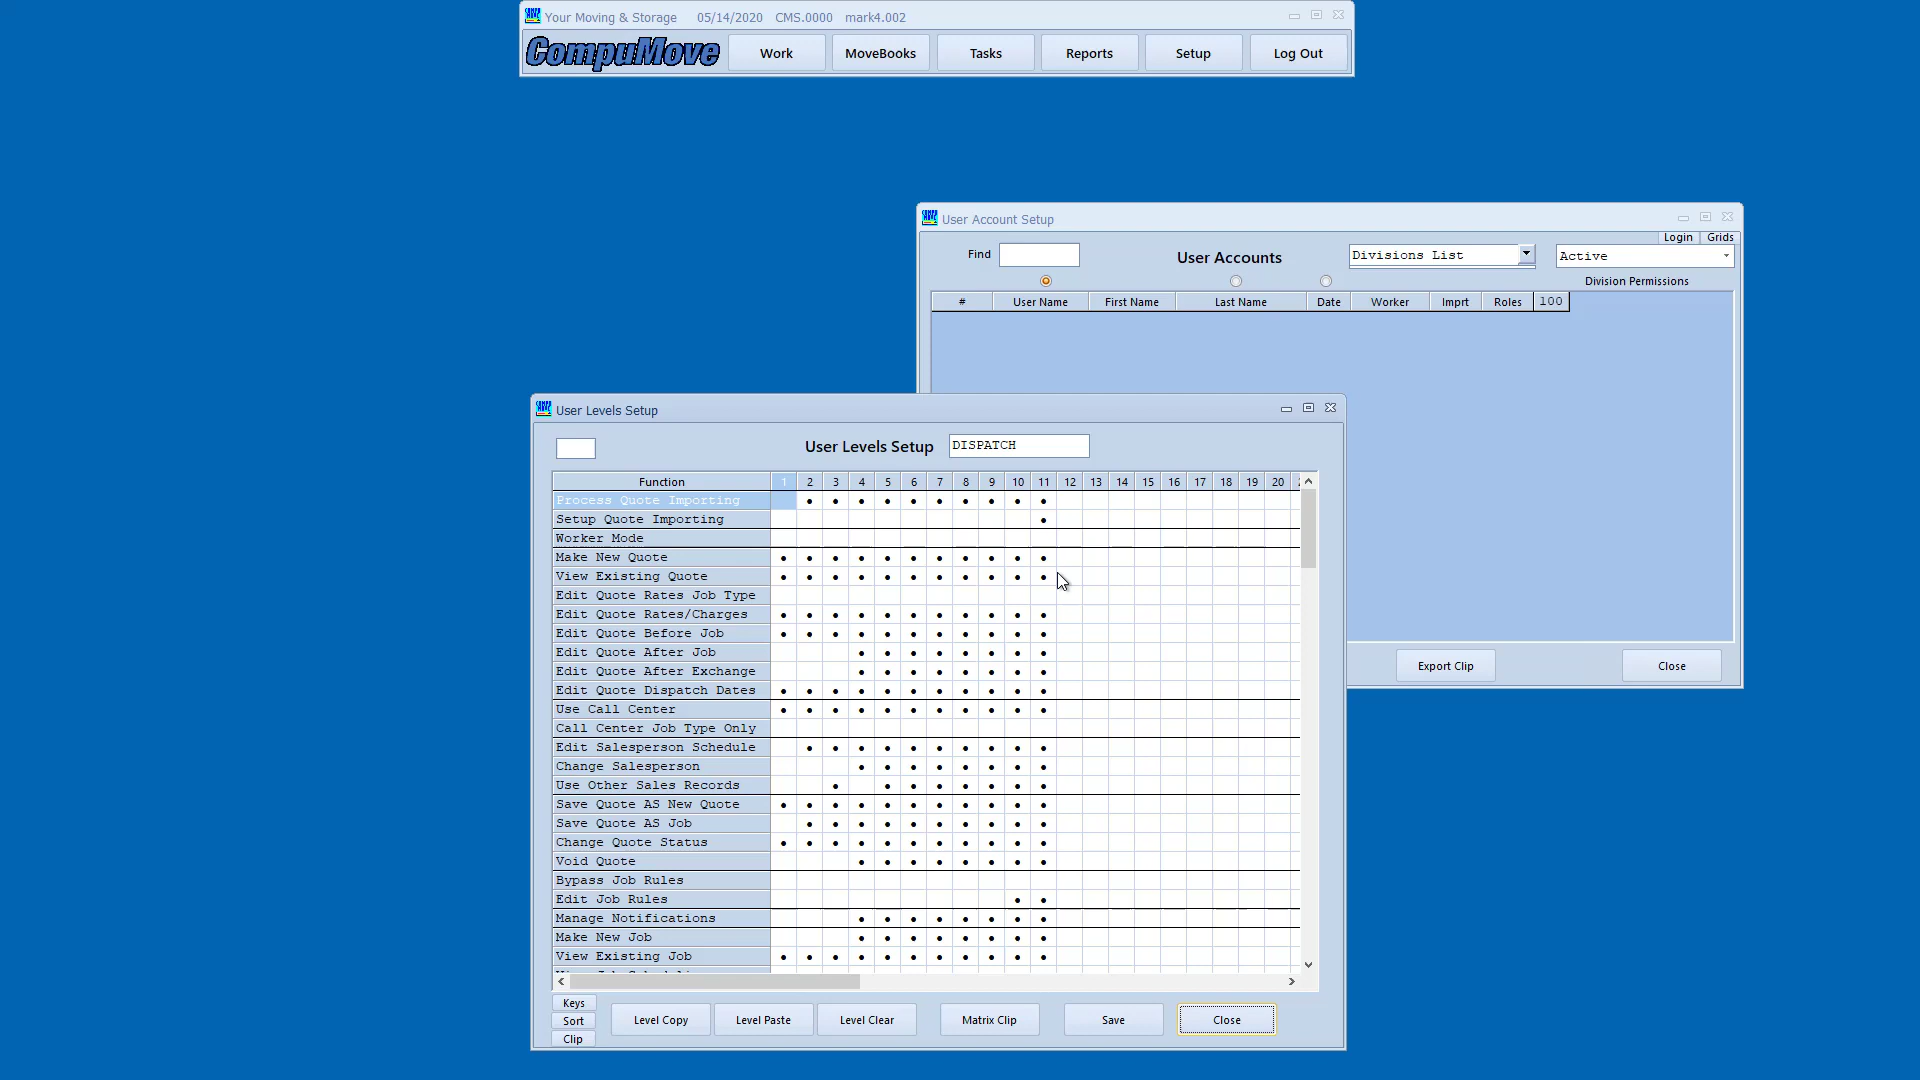 Your Moving & Storage 05/14/2020 CMS.0000 mark4.002
CompuMove Work MoveBooks Tasks Reports Setup Log Out
User Account Setup
Login Grids
Find User Accounts Divisions List Active
Division Permissions
# User Name First Name Last Name Date Worker Imprt Roles 100
Export Clip Close
User Levels Setup
User Levels Setup DISPATCH
Function 1 2 3 4 5 6 7 8 9 10 11 12 13 14 15 16 17 18 19 20
Process Quote Importing
Setup Quote Importing
Worker Mode
Make New Quote
View Existing Quote
Edit Quote Rates Job Type
Edit Quote Rates/Charges
Edit Quote Before Job
Edit Quote After Job
Edit Quote After Exchange
Edit Quote Dispatch Dates
Use Call Center
Call Center Job Type Only
Edit Salesperson Schedule
Change Salesperson
Use Other Sales Records
Save Quote AS New Quote
Save Quote AS Job
Change Quote Status
Void Quote
Bypass Job Rules
Edit Job Rules
Manage Notifications
Make New Job
View Existing Job
Keys
Sort
Clip
Level Copy Level Paste Level Clear Matrix Clip Save Close